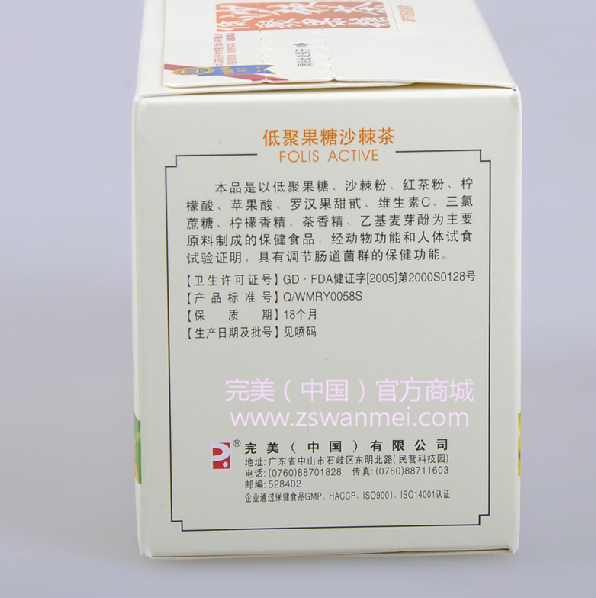 低聚果糖沙棘茶
FOLIS ACTIVE
本品是以低聚果糖、沙棘粉、红茶粉、柠
檬酸、苹果酸、罗汉果甜甙、维生素C、三氯
蔗糖、柠檬香精、茶香精、乙基麦芽酚为主要
原料制成的保健食品。经动物功能和人体试食
试验证明，具有调节肠道菌群的保健功能。
【卫生许可证号】GD·FDA健证字[2005]第2000S0128号
【产品标准号】Q/WMRY0058S
【保质期】18个月
【生产日期及批号】见喷码
完美（中国）官方商城
www.zswanmei.com
® 完美（中国）有限公司
地址:广东省中山市石岐区东明北路(民营科技园)
电话:(0760)88701828 传真:(0760)88711603
邮编:528402
企业通过保健食品GMP、HACCP、ISO9001、ISO14001认证